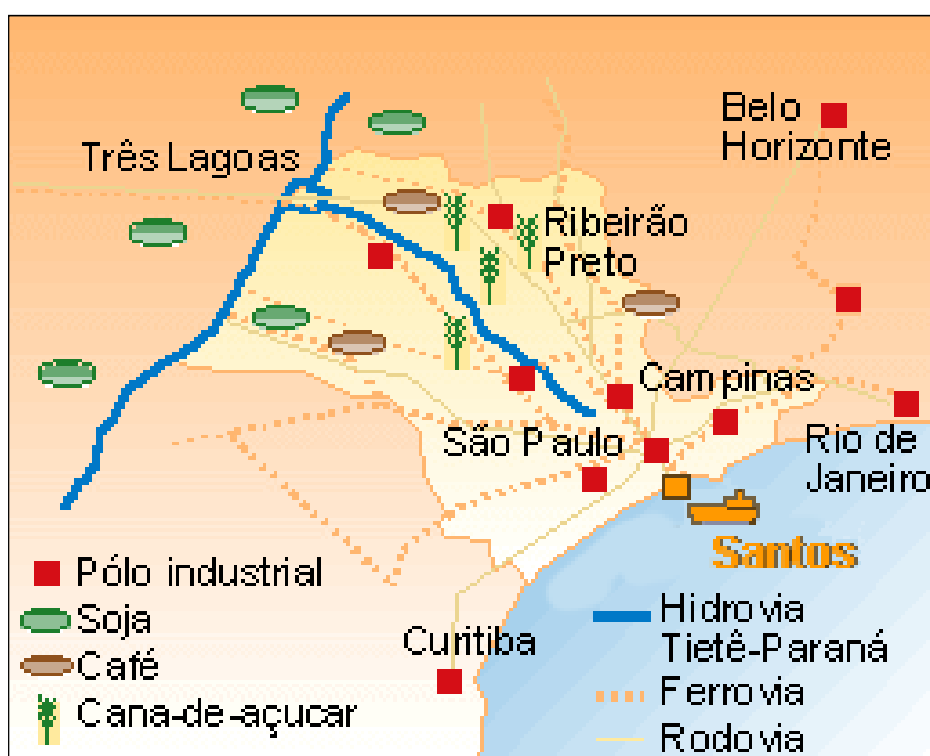 Belo
Horizonte
Três Lagoas
Ribeirão
Preto
Campinas
São Paulo
Rio de
Janeiro
Santos
Pólo industrial
Soja
Café
Cana-de-açucar
Curitiba
Hidrovia
Tietê-Paraná
Ferrovia
Rodovia